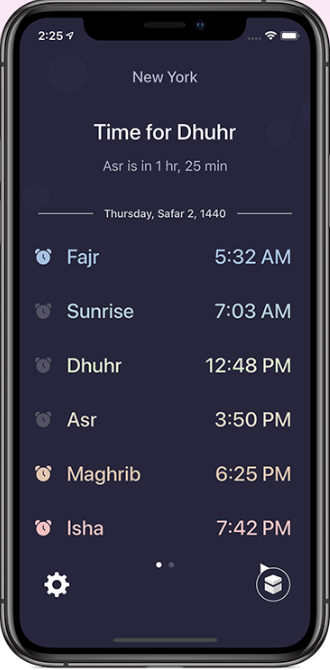 2:25
New York
Time for Dhuhr
Asr is in 1 hr, 25 min
Thursday, Safar 2, 1440
Fajr 5:32 AM
Sunrise 7:03 AM
Dhuhr 12:48 PM
Asr 3:50 PM
Maghrib 6:25 PM
Isha 7:42 PM